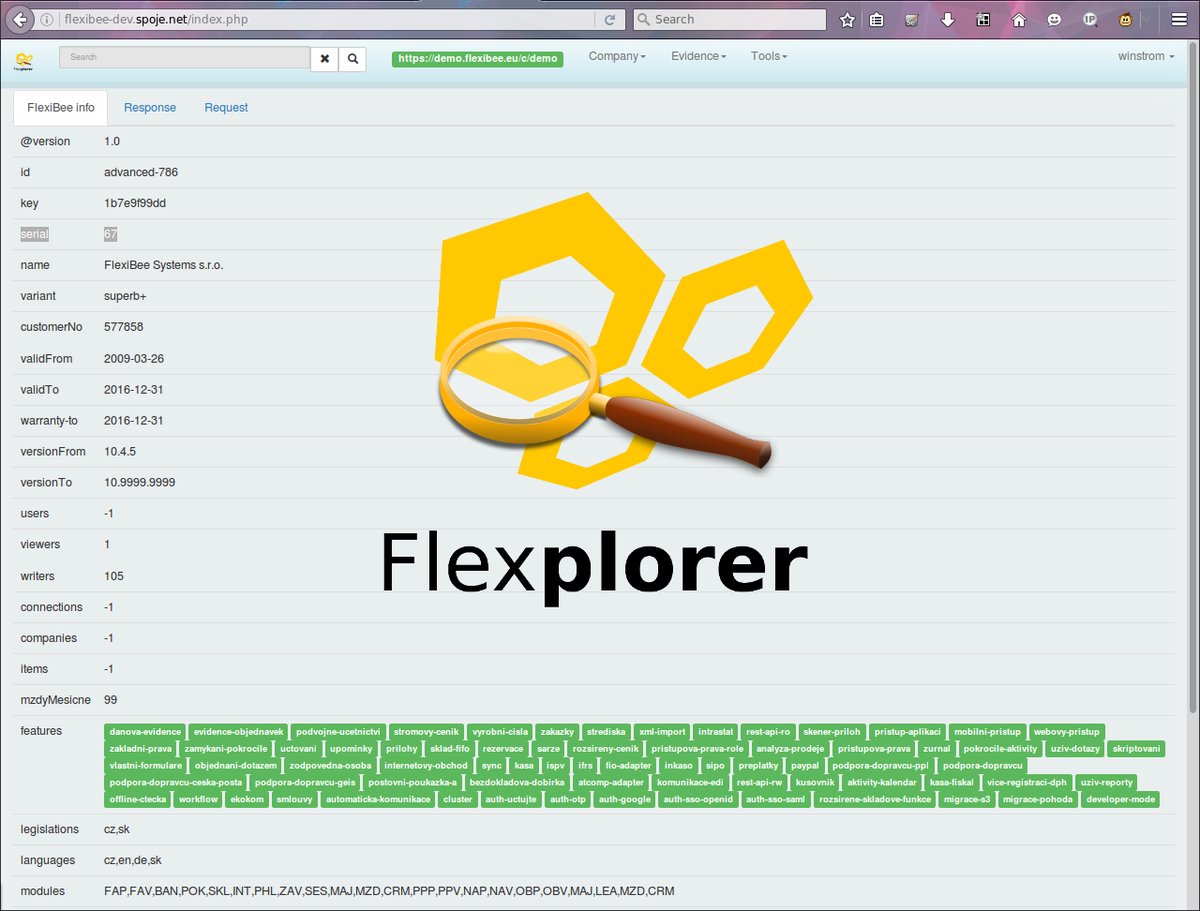 flexibee-dev.spoje.net/index.php
Search
Flexplorer
Search
https://demo.flexibee.eu/c/demo
Company
Evidence
Tools
winstrom
FlexiBee info Response Request
@version 1.0
id advanced-786
key 1b7e9f99dd
serial 67
name FlexiBee Systems s.r.o.
variant superb+
customerNo 577858
validFrom 2009-03-26
validTo 2016-12-31
warranty-to 2016-12-31
versionFrom 10.4.5
versionTo 10.9999.9999
users -1
viewers 1
writers 105
connections -1
companies -1
items -1
mzdyMesicne 99
Flexplorer
features danova-evidence evidence-objednavek podvojne-ucetnictvi stromovy-cenik vyrobni-cisla zakazky strediska xml-import intrastat rest-api-ro skener-priloh pristup-aplikaci mobilni-pristup webovy-pristup
zakladni-prava zamykani-pokrocile uctovani upominky prilohy sklad-fifo rezervace sarze rozsireny-cenik pristupova-prava-role analyza-prodeje pristupova-prava zurnal pokrocile-aktivity uziv-dotazy skriptovani
vlastni-formulare objednani-dotazem zodpovedna-osoba internetovy-obchod sync kasa ispv ifrs fio-adapter inkaso sipo preplatky paypal podpora-dopravcu-ppl podpora-dopravcu
podpora-dopravcu-ceska-posta podpora-dopravcu-geis postovni-poukazka-a bezdokladova-dobirka atcomp-adapter komunikace-edi rest-api-rw kusovnik aktivity-kalendar kasa-fiskal vice-registraci-dph uziv-reporty
offline-ctecka workflow ekokom smlouvy automaticka-komunikace cluster auth-uctujte auth-otp auth-google auth-sso-openid auth-sso-saml rozsirene-skladove-funkce migrace-s3 migrace-pohoda developer-mode
legislations cz,sk
languages cz,en,de,sk
modules FAP,FAV,BAN,POK,SKL,INT,PHL,ZAV,SES,MAJ,MZD,CRM,PPP,PPV,NAP,NAV,OBP,OBV,MAJ,LEA,MZD,CRM